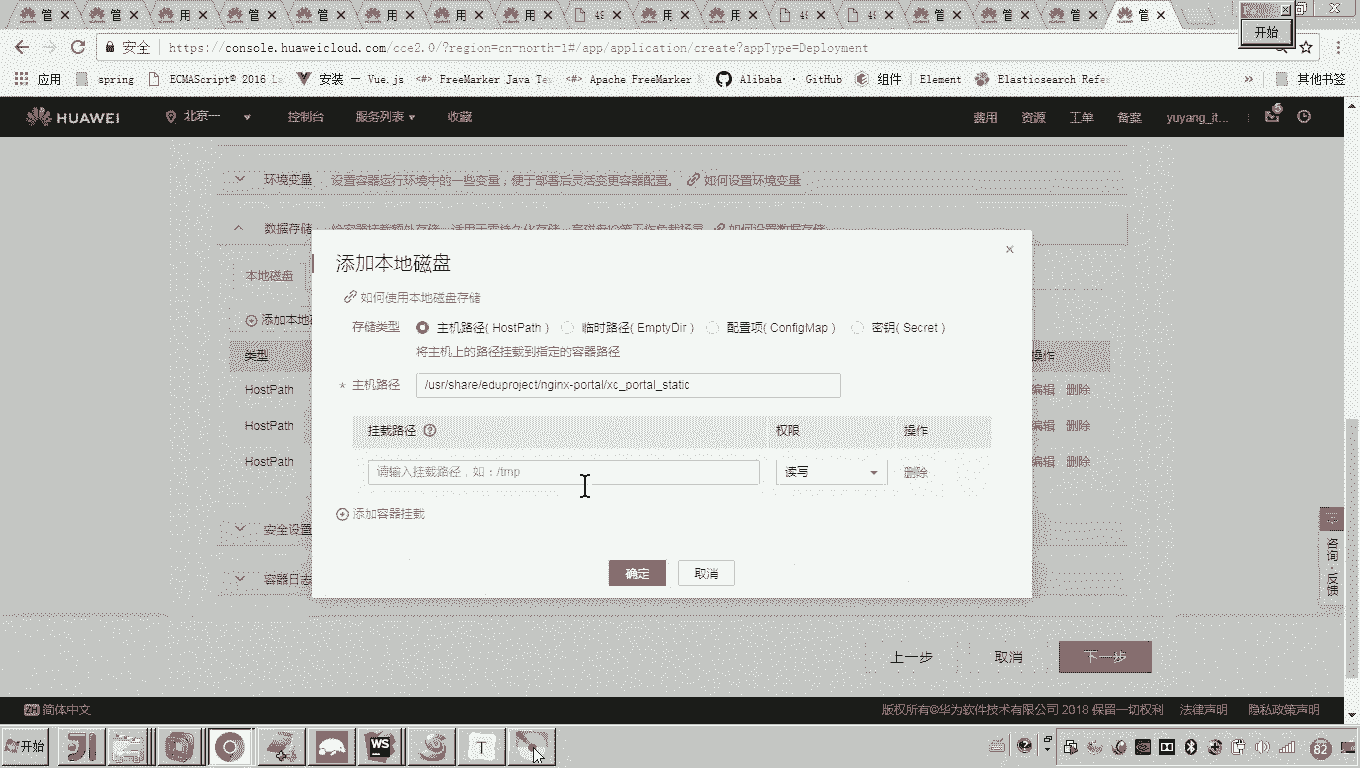 管 管 用 管 管 用 用 用 用 用 管 管 管 管
开始
安全 https://console.huaweicloud.com/cce2.0/?region=cn-north-1#/app/application/create?appType=Deployment
应用 spring ECMAScript® 2016 安装 — Vue.js FreeMarker Java Te Apache FreeMarker Alibaba · GitHub 组件 | Element Elasticsearch Refe » 其他书签
HUAWEI 北京一 控制台 服务列表 收藏 费用 资源 工单 备案 yuyang_it...
环境变量 设置容器运行环境中的一些变量，便于部署后灵活变更容器配置。 如何设置环境变量
数据存储
添加本地磁盘 ×
本地磁盘
如何使用本地磁盘存储
添加本地
存储类型 主机路径( HostPath ) 临时路径( EmptyDir ) 配置项( ConfigMap ) 密钥( Secret )
将主机上的路径挂载到指定的容器路径
类型 操作
* 主机路径 /usr/share/eduproject/nginx-portal/xc_portal_static
HostPath 编辑 删除
HostPath 编辑 删除
HostPath 编辑 删除
挂载路径 权限 操作
请输入挂载路径，如：/tmp 读写 删除
添加容器挂载
安全设置
容器日志
确定 取消
咨询·反馈
上一步 取消 下一步
ZH 简体中文 版权所有©华为软件技术有限公司 2018 保留一切权利 法律声明 隐私政策声明
开始 WS T 82